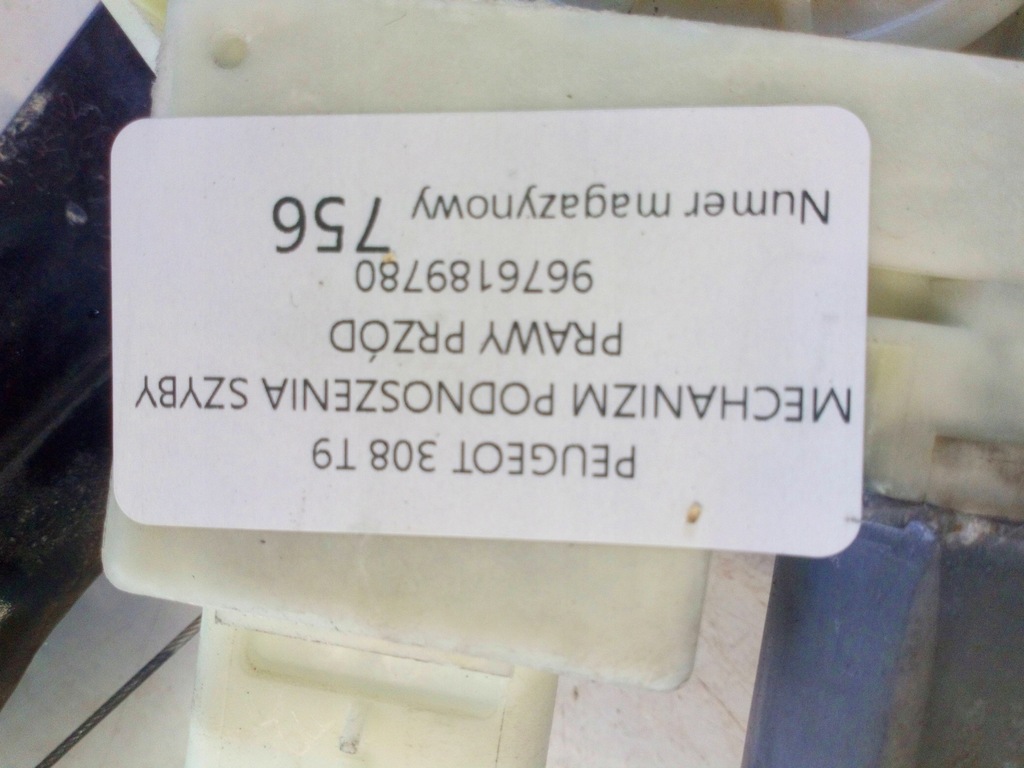 PEUGEOT 308 T9
MECHANIZM PODNOSZENIA SZYBY
PRAWY PRZÓD
9676189780
Numer magazynowy 756